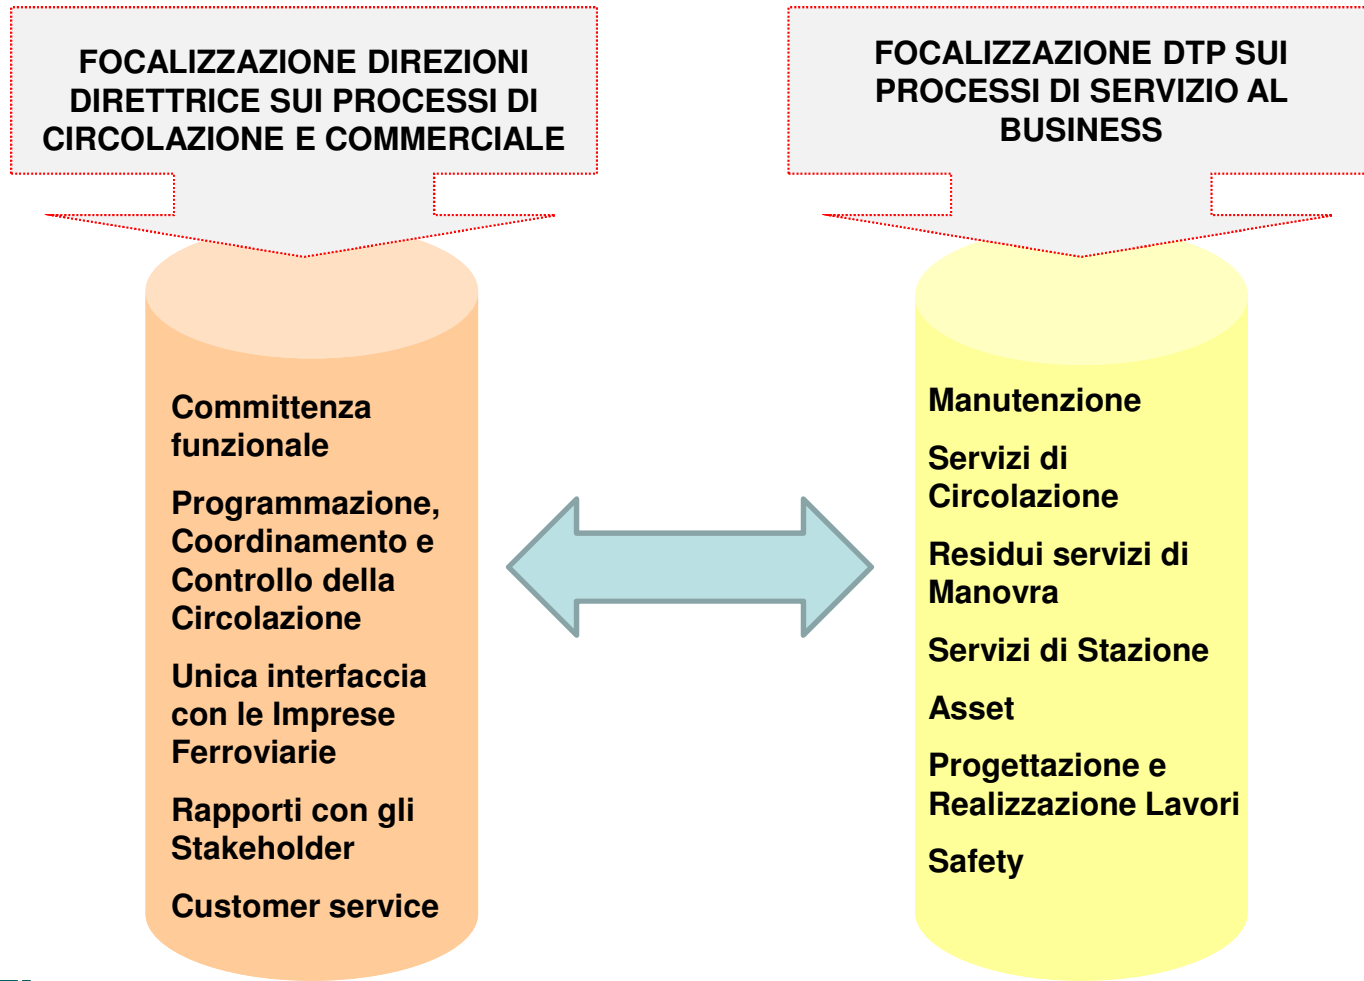 FOCALIZZAZIONE DIREZIONI
DIRETTRICE SUI PROCESSI DI
CIRCOLAZIONE E COMMERCIALE
FOCALIZZAZIONE DTP SUI
PROCESSI DI SERVIZIO AL
BUSINESS
Committenza
funzionale
Programmazione,
Coordinamento e
Controllo della
Circolazione
Unica interfaccia
con le Imprese
Ferroviarie
Rapporti con gli
Stakeholder
Customer service
Manutenzione
Servizi di
Circolazione
Residui servizi di
Manovra
Servizi di Stazione
Asset
Progettazione e
Realizzazione Lavori
Safety